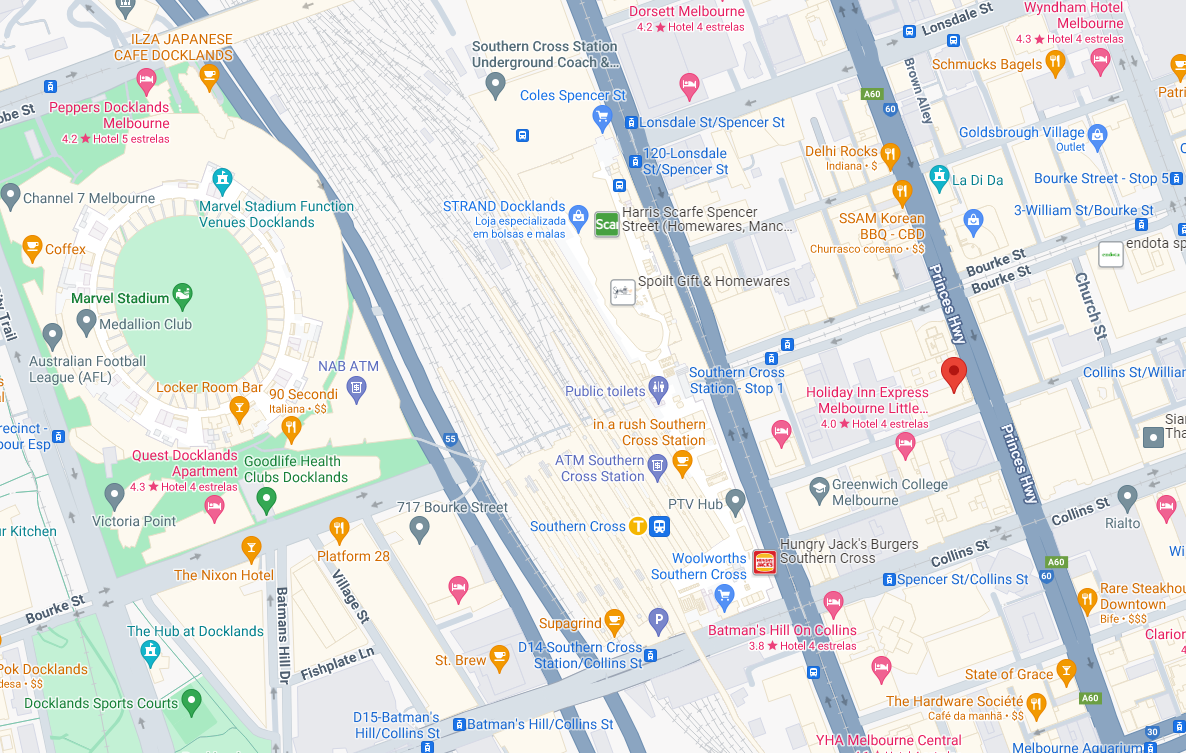 Dorsett Melbourne
4.2 ★ Hotel 4 estrelas
Wyndham Hotel
Melbourne
4.3 ★ Hotel 4 estrelas
Lonsdale St
ILZA JAPANESE
CAFE DOCKLANDS
Southern Cross Station
Underground Coach &...
Schmucks Bagels
Patri
Peppers Docklands
Melbourne
4.2 ★ Hotel 5 estrelas
Coles Spencer St
A60
60
Brown Alley
Lonsdale St/Spencer St
Goldsbrough Village
Outlet
120-Lonsdale
St/Spencer St
Delhi Rocks
Indiana • $
La Di Da
Bourke Street - Stop 5
Channel 7 Melbourne
Marvel Stadium Function
Venues Docklands
STRAND Docklands
Loja especializada
em bolsas e malas
Scar
Harris Scarfe Spencer
Street (Homewares, Manc...
SSAM Korean
BBQ - CBD
Churrasco coreano • $$
3-William St/Bourke St
endota
endota sp
Coffex
Bourke St
Bourke St
Spoilt Gift & Homewares
Princes Hwy
Church St
Marvel Stadium
Medallion Club
Australian Football
League (AFL)
NAB ATM
Southern Cross
Station - Stop 1
Collins St/Willian
Public toilets
Locker Room Bar
90 Secondi
Italiana • $$
Holiday Inn Express
Melbourne Little...
4.0 ★ Hotel 4 estrelas
in a rush Southern
Cross Station
Princes Hwy
55
Quest Docklands
Apartment
4.3 ★ Hotel 4 estrelas
Goodlife Health
Clubs Docklands
ATM Southern
Cross Station
Greenwich College
Melbourne
PTV Hub
Victoria Point
717 Bourke Street
Southern Cross
T
Collins St
Rialto
Platform 28
Hungry Jack's Burgers
Southern Cross
Woolworths
Southern Cross
Collins St
A60
60
The Nixon Hotel
Spencer St/Collins St
Rare Steakhou
Downtown
Bife • $$$
Bourke St
Batmans Hill Dr
Village St
Supagrind
P
Batman's Hill On Collins
3.8 ★ Hotel 4 estrelas
The Hub at Docklands
D14-Southern Cross
Station/Collins St
Fishplate Ln
St. Brew
State of Grace
Docklands Sports Courts
The Hardware Société
Café da manhã • $$
A60
D15-Batman's
Hill/Collins St
Batman's Hill/Collins St
YHA Melbourne Central
Melbourne Aquarium
30